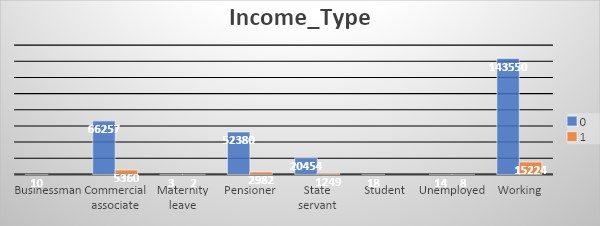 Income_Type
143550
66257
52380
20454
15224
5360
2982
1249
10
3
2
18
14
8
Businessman
Commercial
associate
Maternity
leave
Pensioner
State
servant
Student
Unemployed
Working
0
1